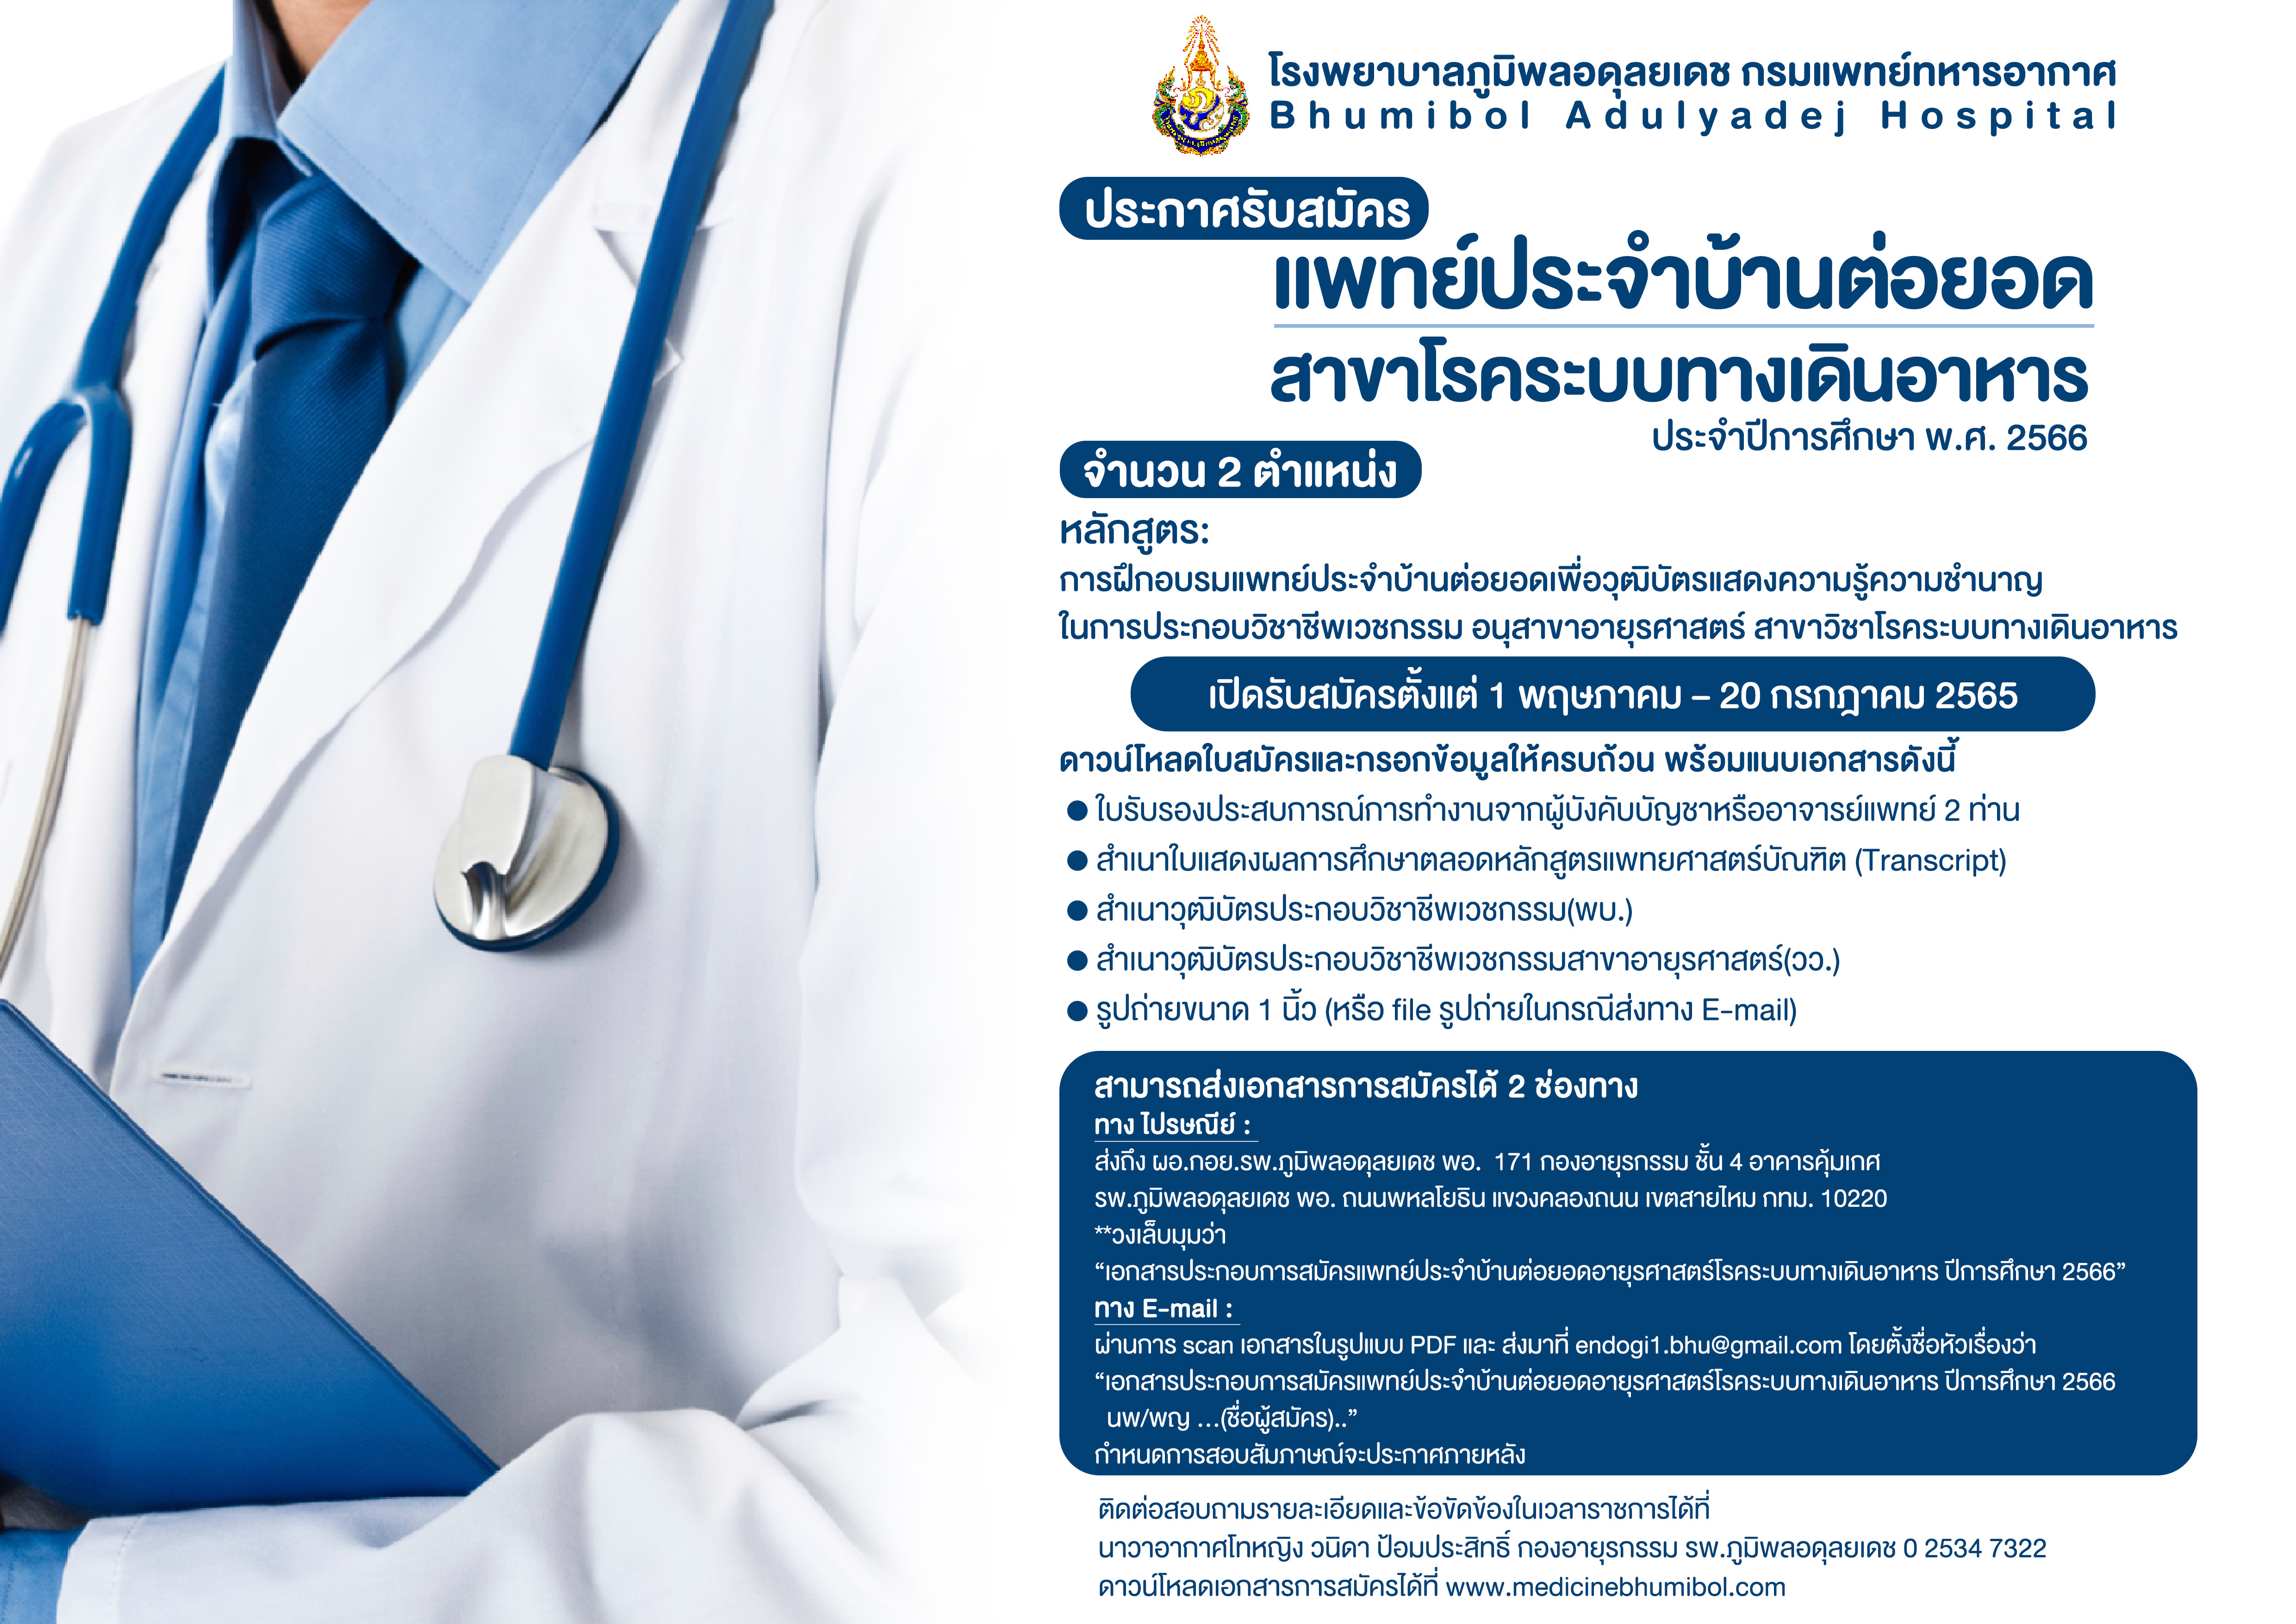 โรงพยาบาลภูมิพลอดุลยเดช กรมแพทย์ทหารอากาศ
Bhumibol Adulyadej Hospital
ประกาศรับสมัคร
แพทย์ประจำบ้านต่อยอด
สาขาโรคระบบทางเดินอาหาร
ประจำปีการศึกษา พ.ศ. 2566
จำนวน 2 ตำแหน่ง
หลักสูตร:
การฝึกอบรมแพทย์ประจำบ้านต่อยอดเพื่อวุฒิบัตรแสดงความรู้ความชำนาญ
ในการประกอบวิชาชีพเวชกรรม อนุสาขาอายุรศาสตร์ สาขาวิชาโรคระบบทางเดินอาหาร
เปิดรับสมัครตั้งแต่ 1 พฤษภาคม – 20 กรกฎาคม 2565
ดาวน์โหลดใบสมัครและกรอกข้อมูลให้ครบถ้วน พร้อมแนบเอกสารดังนี้
● ใบรับรองประสบการณ์การทำงานจากผู้บังคับบัญชาหรืออาจารย์แพทย์ 2 ท่าน
● สำเนาใบแสดงผลการศึกษาตลอดหลักสูตรแพทยศาสตร์บัณฑิต (Transcript)
● สำเนาวุฒิบัตรประกอบวิชาชีพเวชกรรม(พบ.)
● สำเนาวุฒิบัตรประกอบวิชาชีพเวชกรรมสาขาอายุรศาสตร์(วว.)
● รูปถ่ายขนาด 1 นิ้ว (หรือ file รูปถ่ายในกรณีส่งทาง E-mail)
สามารถส่งเอกสารการสมัครได้ 2 ช่องทาง
ทาง ไปรษณีย์ :
ส่งถึง ผอ.กอย.รพ.ภูมิพลอดุลยเดช พอ. 171 กองอายุรกรรม ชั้น 4 อาคารคุ้มเกศ
รพ.ภูมิพลอดุลยเดช พอ. ถนนพหลโยธิน แขวงคลองถนน เขตสายไหม กทม. 10220
**วงเล็บมุมว่า
“เอกสารประกอบการสมัครแพทย์ประจำบ้านต่อยอดอายุรศาสตร์โรคระบบทางเดินอาหาร ปีการศึกษา 2566”
ทาง E-mail :
ผ่านการ scan เอกสารในรูปแบบ PDF และ ส่งมาที่ endogi1.bhu@gmail.com โดยตั้งชื่อหัวเรื่องว่า
“เอกสารประกอบการสมัครแพทย์ประจำบ้านต่อยอดอายุรศาสตร์โรคระบบทางเดินอาหาร ปีการศึกษา 2566
นพ/พญ ...(ชื่อผู้สมัคร)..”
กำหนดการสอบสัมภาษณ์จะประกาศภายหลัง
ติดต่อสอบถามรายละเอียดและข้อขัดข้องในเวลาราชการได้ที่
นาวาอากาศโทหญิง วนิดา ป้อมประสิทธิ์ กองอายุรกรรม รพ.ภูมิพลอดุลยเดช 0 2534 7322
ดาวน์โหลดเอกสารการสมัครได้ที่ www.medicinebhumibol.com